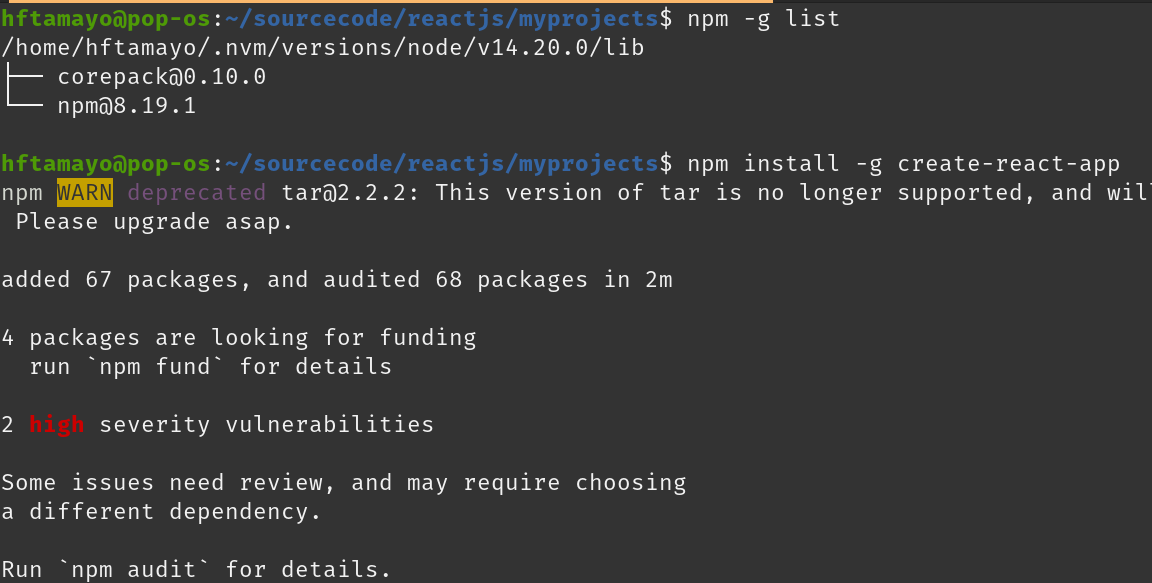 hftamayo@pop-os:~/sourcecode/reactjs/myprojects$ npm -g list
/home/hftamayo/.nvm/versions/node/v14.20.0/lib
├── corepack@0.10.0
└── npm@8.19.1
hftamayo@pop-os:~/sourcecode/reactjs/myprojects$ npm install -g create-react-app
npm WARN deprecated tar@2.2.2: This version of tar is no longer supported, and wil
Please upgrade asap.
added 67 packages, and audited 68 packages in 2m
4 packages are looking for funding
run `npm fund` for details
2 high severity vulnerabilities
Some issues need review, and may require choosing
a different dependency.
Run `npm audit` for details.